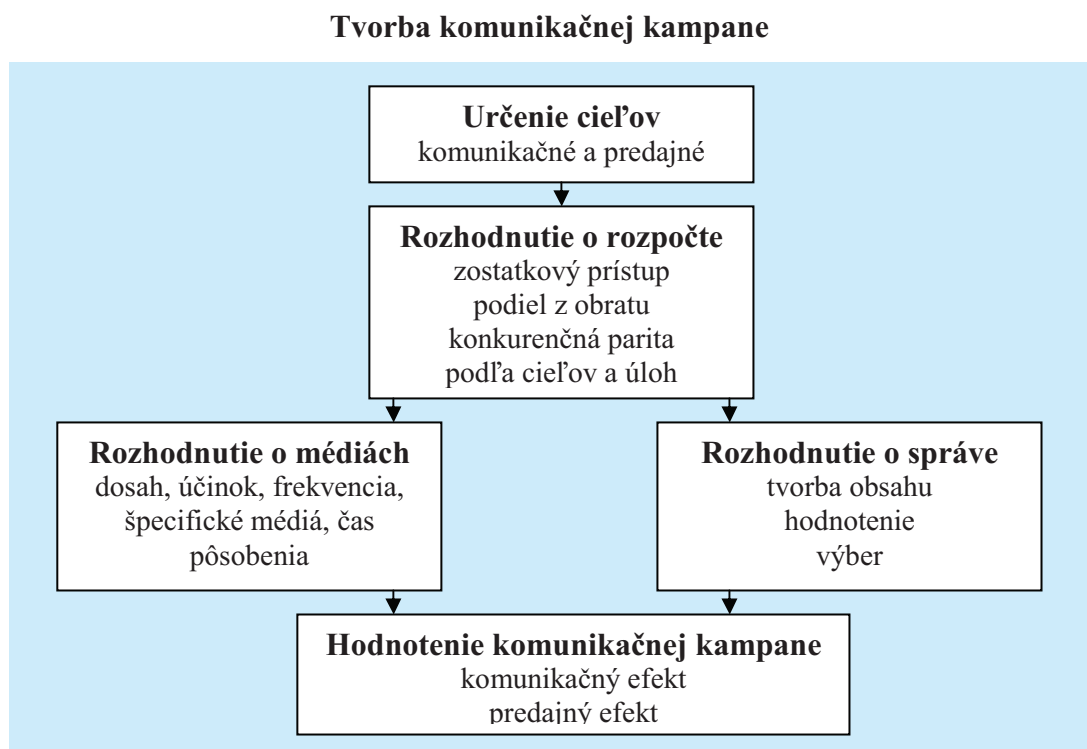 Tvorba komunikačnej kampane
Určenie cieľov
komunikačné a predajné
Rozhodnutie o rozpočte
zostatkový prístup
podiel z obratu
konkurenčná parita
podľa cieľov a úloh
Rozhodnutie o médiách
dosah, účinok, frekvencia,
špecifické médiá, čas
pôsobenia
Rozhodnutie o správe
tvorba obsahu
hodnotenie
výber
Hodnotenie komunikačnej kampane
komunikačný efekt
predajný efekt